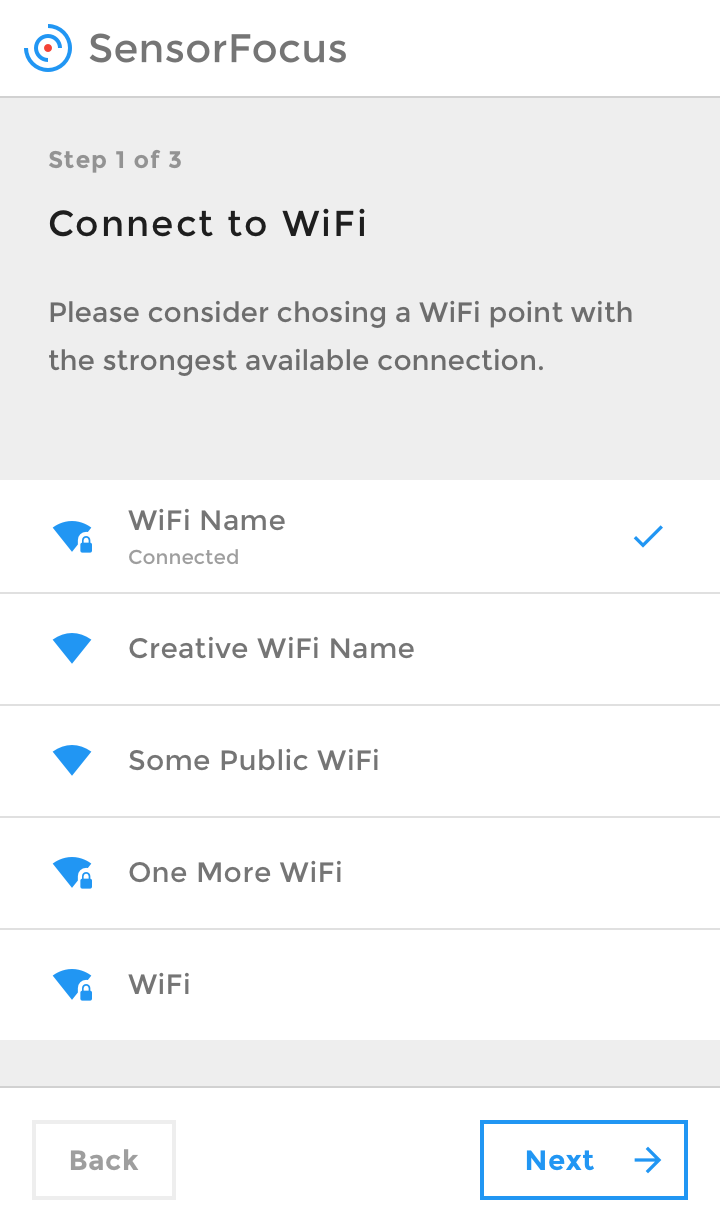 SensorFocus
Step 1 of 3
Connect to WiFi
Please consider chosing a WiFi point with
the strongest available connection.
WiFi Name
Connected
Creative WiFi Name
Some Public WiFi
One More WiFi
WiFi
Back
Next